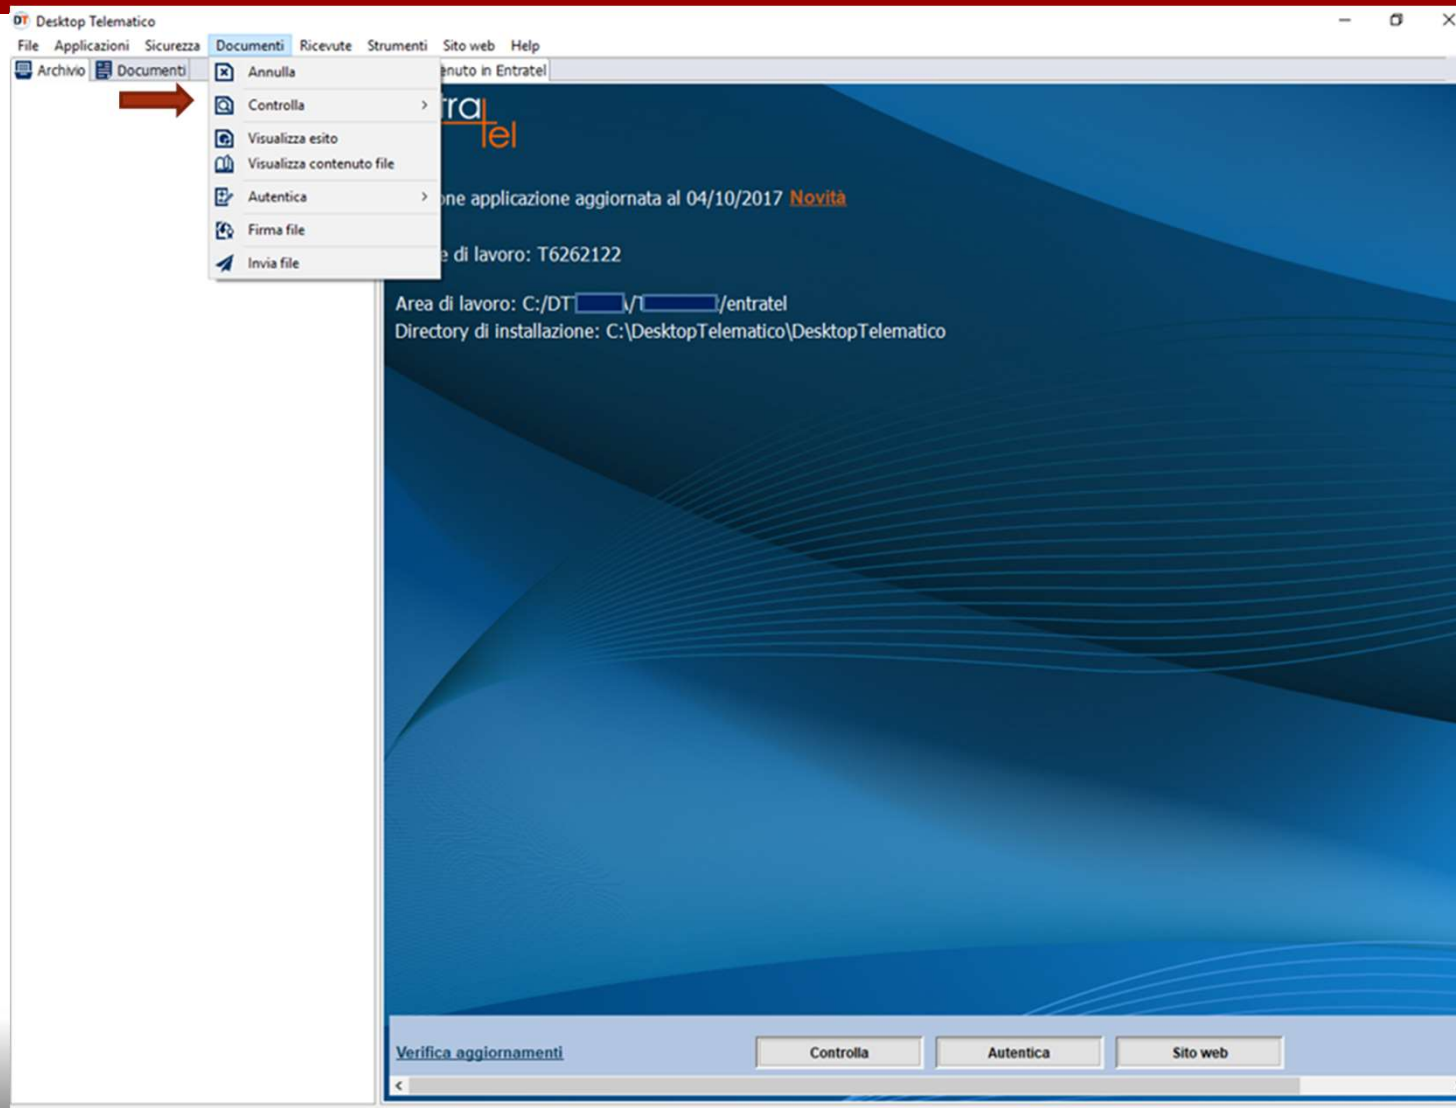 DT Desktop Telematico
File Applicazioni Sicurezza Documenti Ricevute Strumenti Sito web Help
Archivio Documenti
in Entratel
Annulla
Controlla
Visualizza esito
Visualizza contenuto file
Autentica
Firma file
Invia file
tel
applicazione aggiornata al 04/10/2017 Novità
di lavoro: T6262122
Area di lavoro: C:/DT /entratel
Directory di installazione: C:\DesktopTelematico\DesktopTelematico
Verifica aggiornamenti
Controlla
Autentica
Sito web